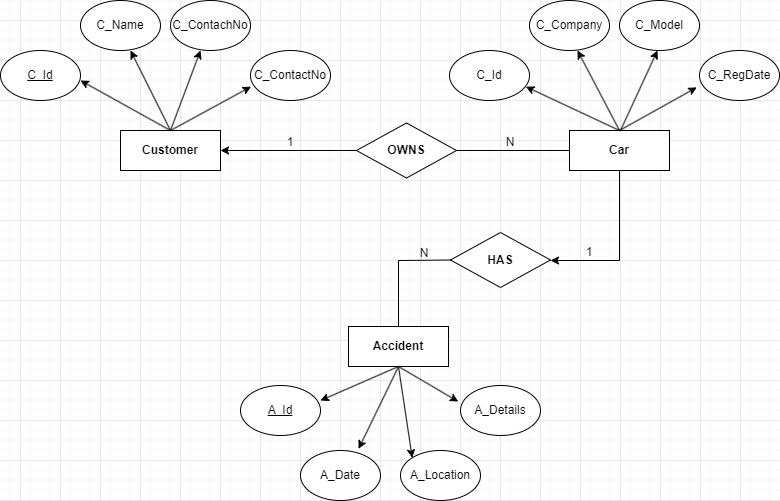 C_Name
C_ContachNo
C_Id
C_ContactNo
C_Company
C_Model
C_Id
C_RegDate
Customer
1
OWNS
N
Car
N
HAS
1
Accident
A_Id
A_Details
A_Date
A_Location